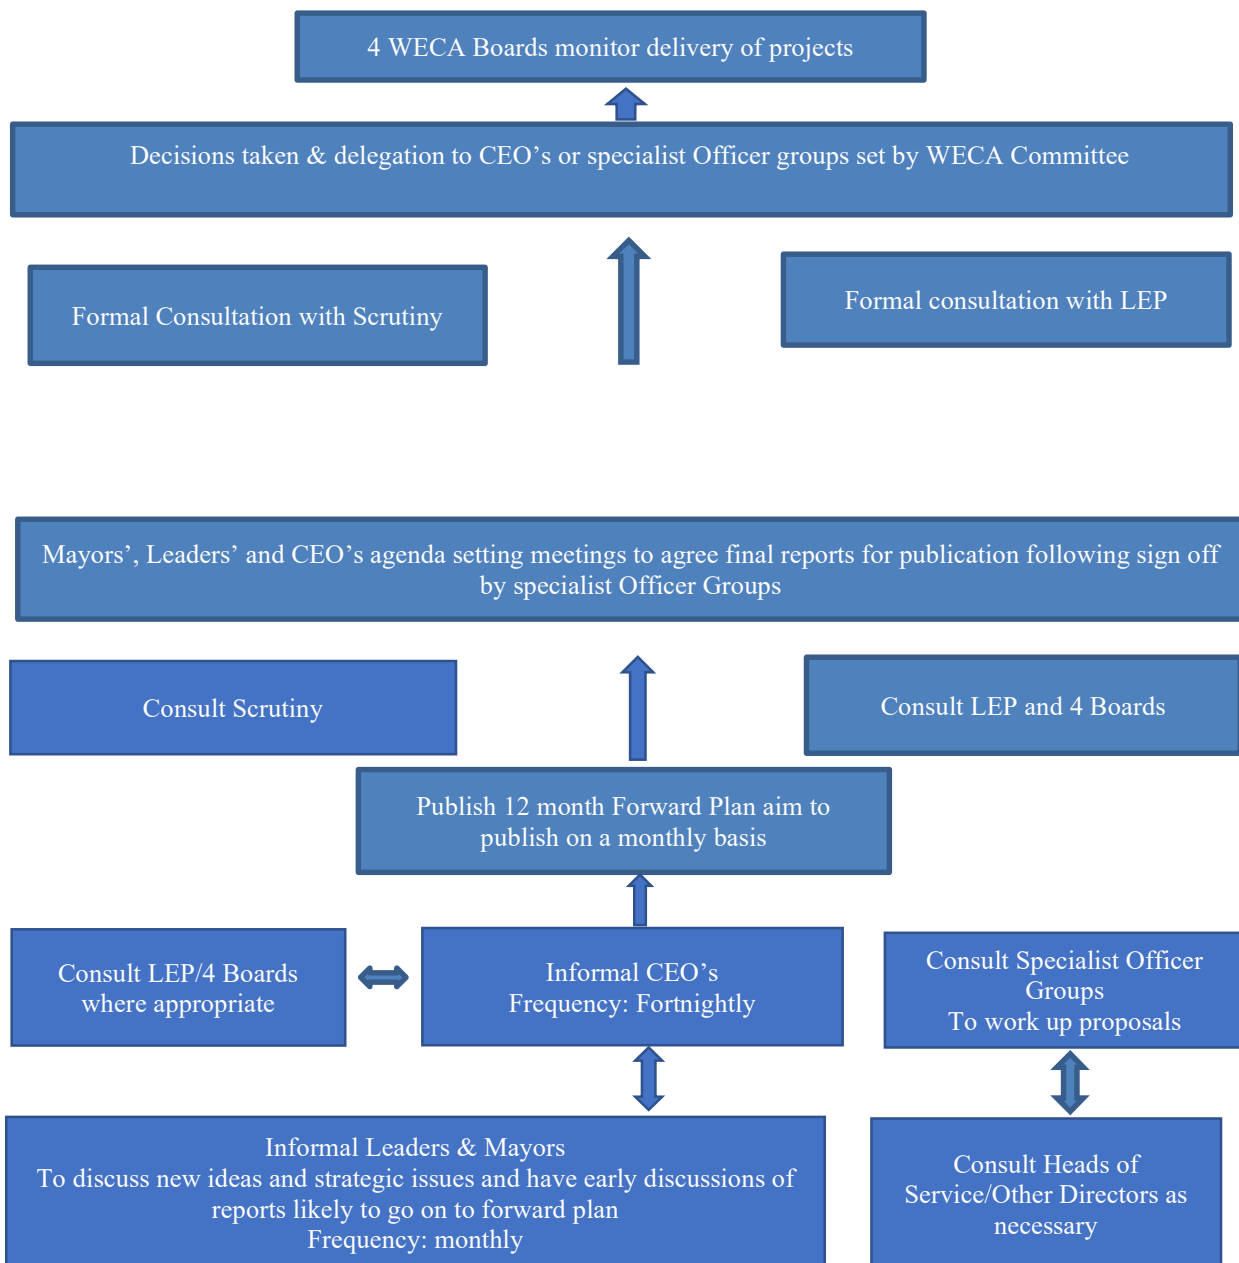 4 WECA Boards monitor delivery of projects
Decisions taken & delegation to CEO’s or specialist Officer groups set by WECA Committee
Formal Consultation with Scrutiny
Formal consultation with LEP
Mayors’, Leaders’ and CEO’s agenda setting meetings to agree final reports for publication following sign off
by specialist Officer Groups
Consult Scrutiny
Consult LEP and 4 Boards
Publish 12 month Forward Plan aim to
publish on a monthly basis
Consult LEP/4 Boards
where appropriate
Informal CEO’s
Frequency: Fortnightly
Consult Specialist Officer
Groups
To work up proposals
Informal Leaders & Mayors
To discuss new ideas and strategic issues and have early discussions of
reports likely to go on to forward plan
Frequency: monthly
Consult Heads of
Service/Other Directors as
necessary